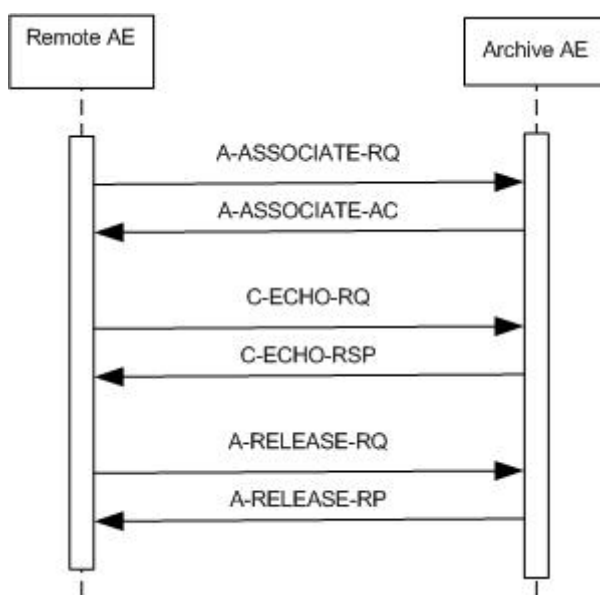 Remote AE
Archive AE
A-ASSOCIATE-RQ
A-ASSOCIATE-AC
C-ECHO-RQ
C-ECHO-RSP
A-RELEASE-RQ
A-RELEASE-RP